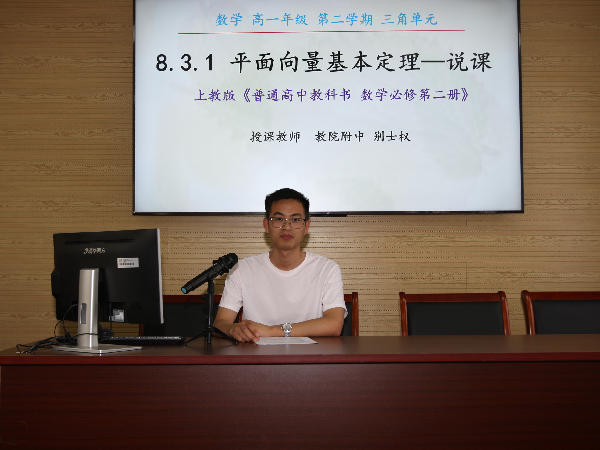 数学 高一年级 第二学期 三角单元
8.3.1 平面向量基本定理—说课
上教版《普通高中教科书 数学必修第二册》
授课教师 教院附中 别士权